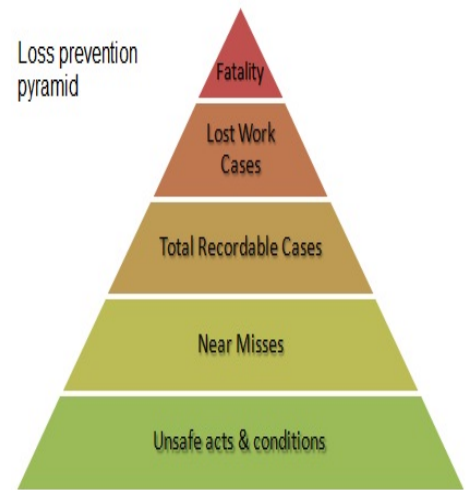 Loss prevention
pyramid
Fatality
Lost Work
Cases
Total Recordable Cases
Near Misses
Unsafe acts & conditions